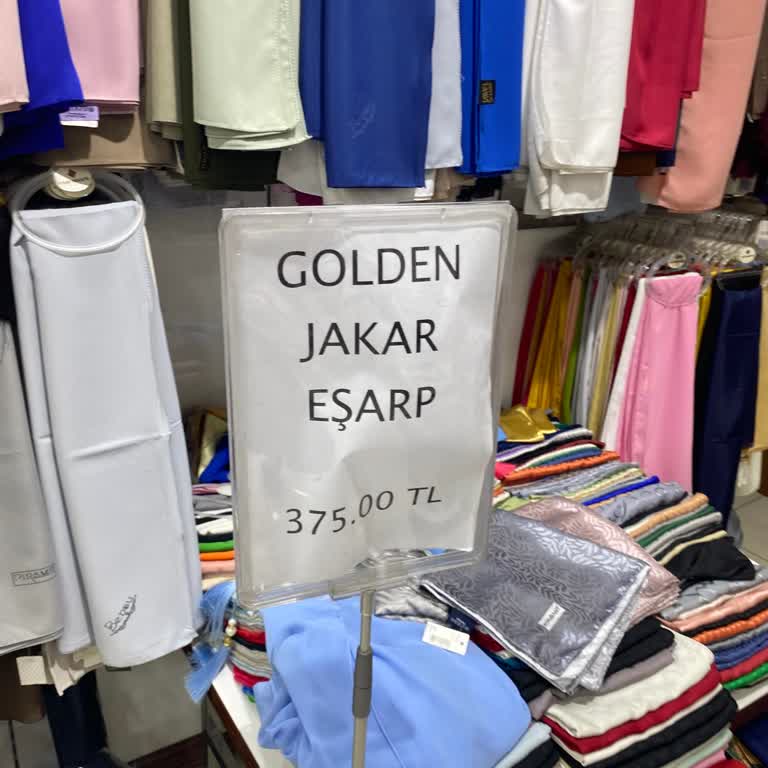 GOLDEN
JAKAR
EŞARP
375.00 TL